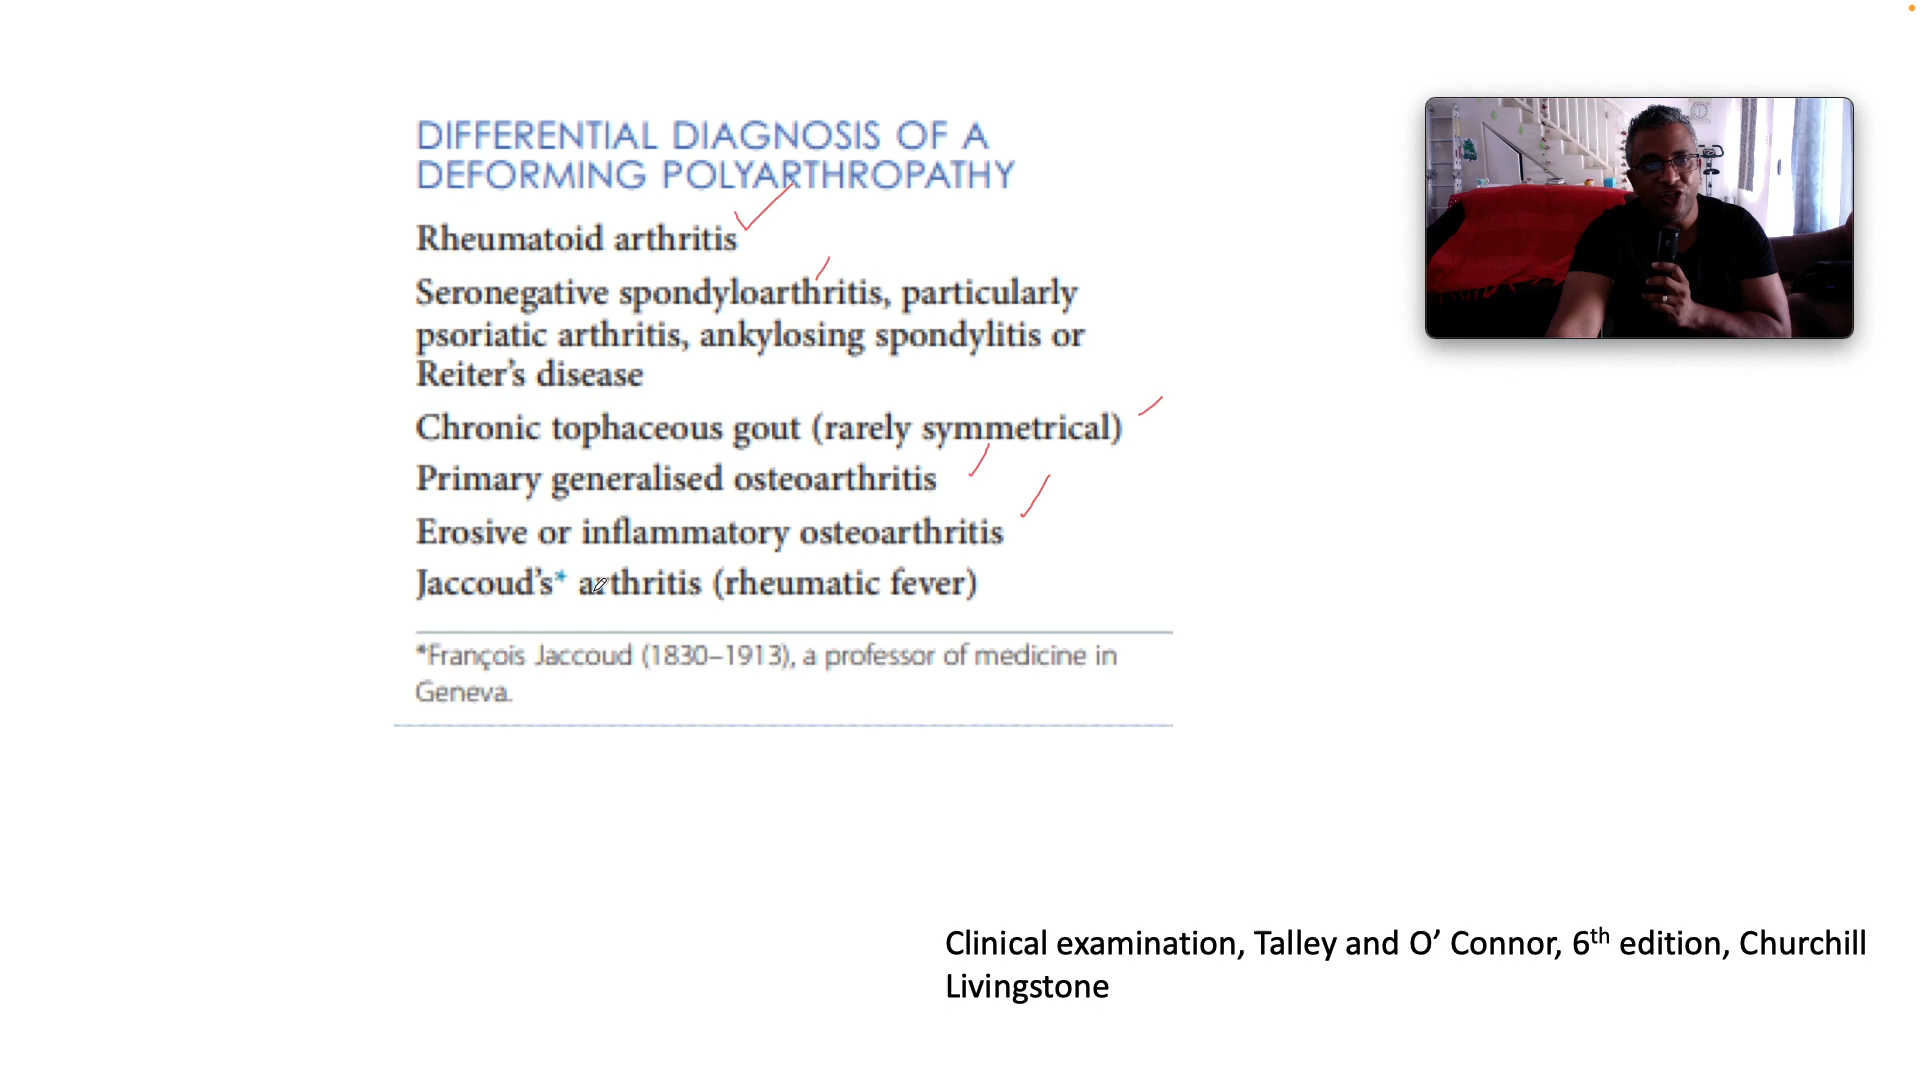 DIFFERENTIAL DIAGNOSIS OF A
DEFORMING POLYARTHROPATHY
Rheumatoid arthritis
Seronegative spondyloarthritis, particularly
psoriatic arthritis, ankylosing spondylitis or
Reiter’s disease
Chronic tophaceous gout (rarely symmetrical)
Primary generalised osteoarthritis
Erosive or inflammatory osteoarthritis
Jaccoud’s* arthritis (rheumatic fever)
*François Jaccoud (1830–1913), a professor of medicine in
Geneva.
Clinical examination, Talley and O’ Connor, 6th edition, Churchill
Livingstone